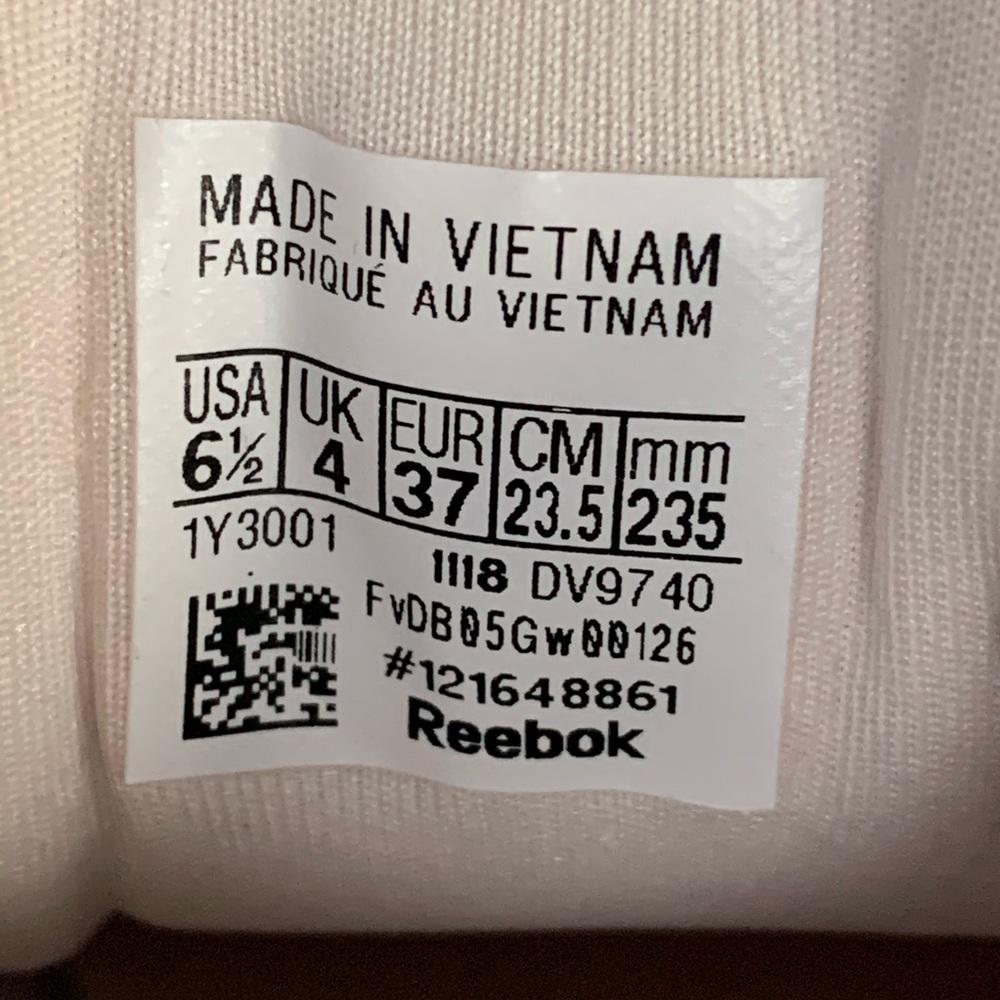 MADE IN VIETNAM
FABRIQUÉ AU VIETNAM
USA UK EUR CM mm
6½ 4 37 23.5 235
1Y3001
1118 DV9740
FvDB05Gw00126
#121648861
Reebok